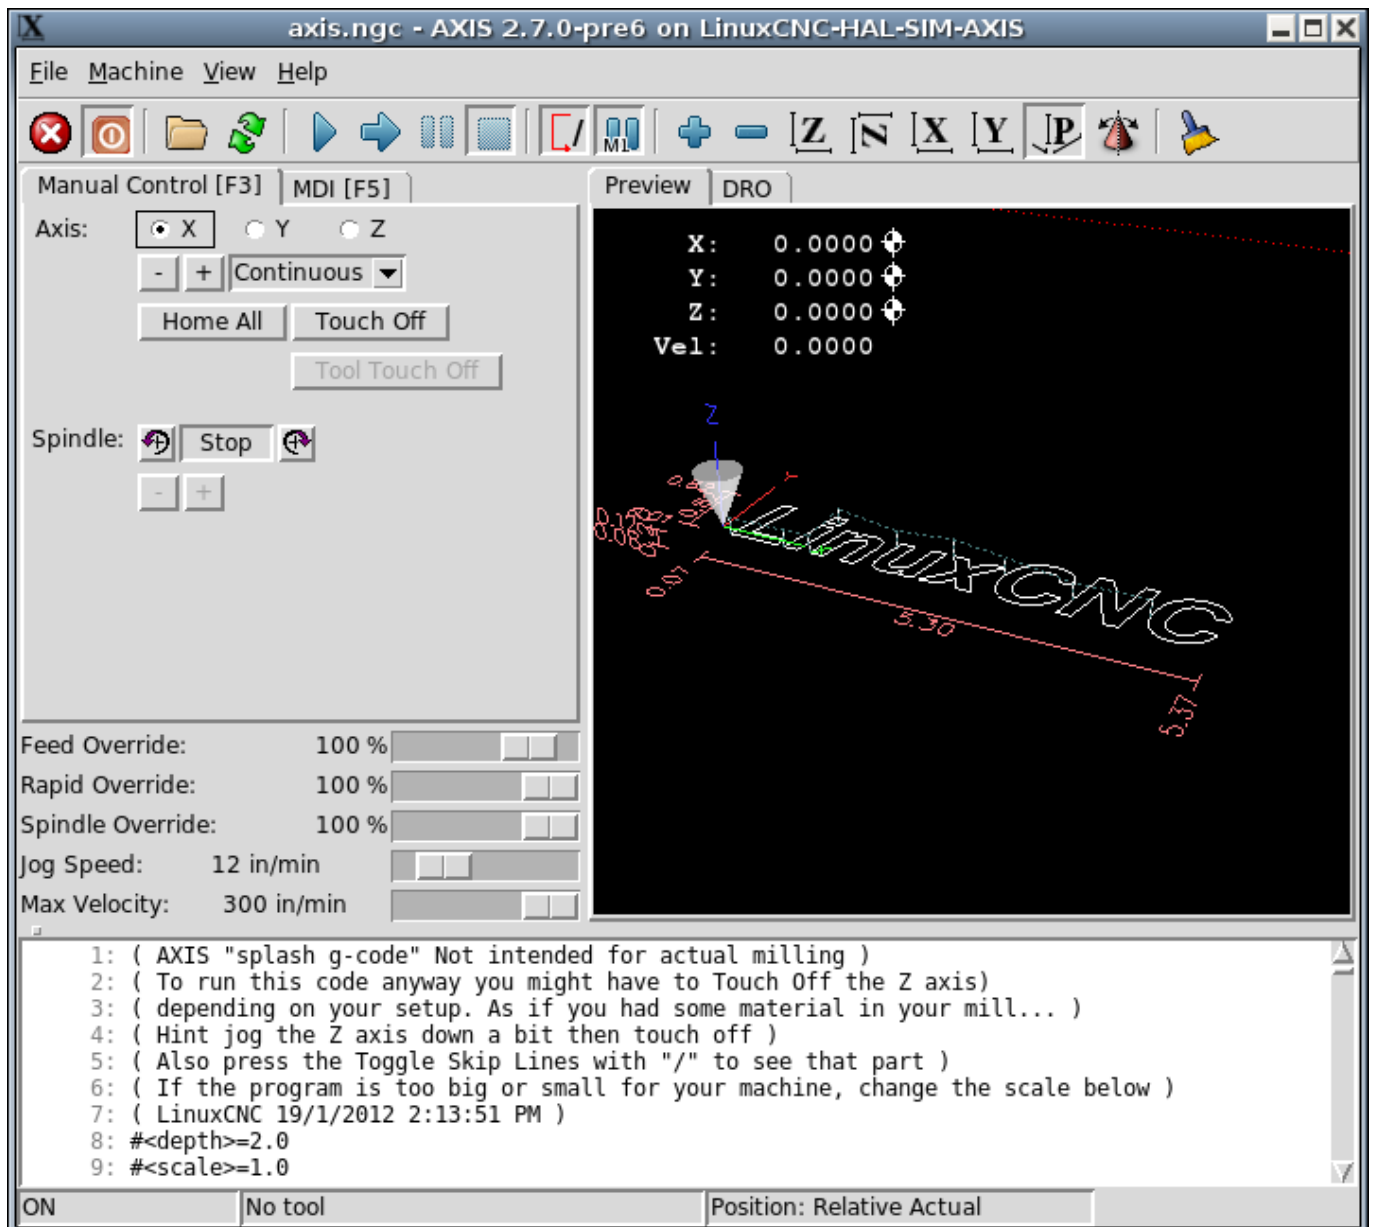 axis.ngc - AXIS 2.7.0-pre6 on LinuxCNC-HAL-SIM-AXIS
File Machine View Help
M1 Z N X Y P
Manual Control [F3] MDI [F5]
Axis: X Y Z
- + Continuous
Home All Touch Off
Tool Touch Off
Spindle: Stop
- +
Feed Override: 100 %
Rapid Override: 100 %
Spindle Override: 100 %
Jog Speed: 12 in/min
Max Velocity: 300 in/min
Preview DRO
X: 0.0000
Y: 0.0000
Z: 0.0000
Vel: 0.0000
Z
Y
LinuxCNC
0.07
5.30
5.37
1: ( AXIS "splash g-code" Not intended for actual milling )
2: ( To run this code anyway you might have to Touch Off the Z axis)
3: ( depending on your setup. As if you had some material in your mill... )
4: ( Hint jog the Z axis down a bit then touch off )
5: ( Also press the Toggle Skip Lines with "/" to see that part )
6: ( If the program is too big or small for your machine, change the scale below )
7: ( LinuxCNC 19/1/2012 2:13:51 PM )
8: #<depth>=2.0
9: #<scale>=1.0
ON No tool Position: Relative Actual